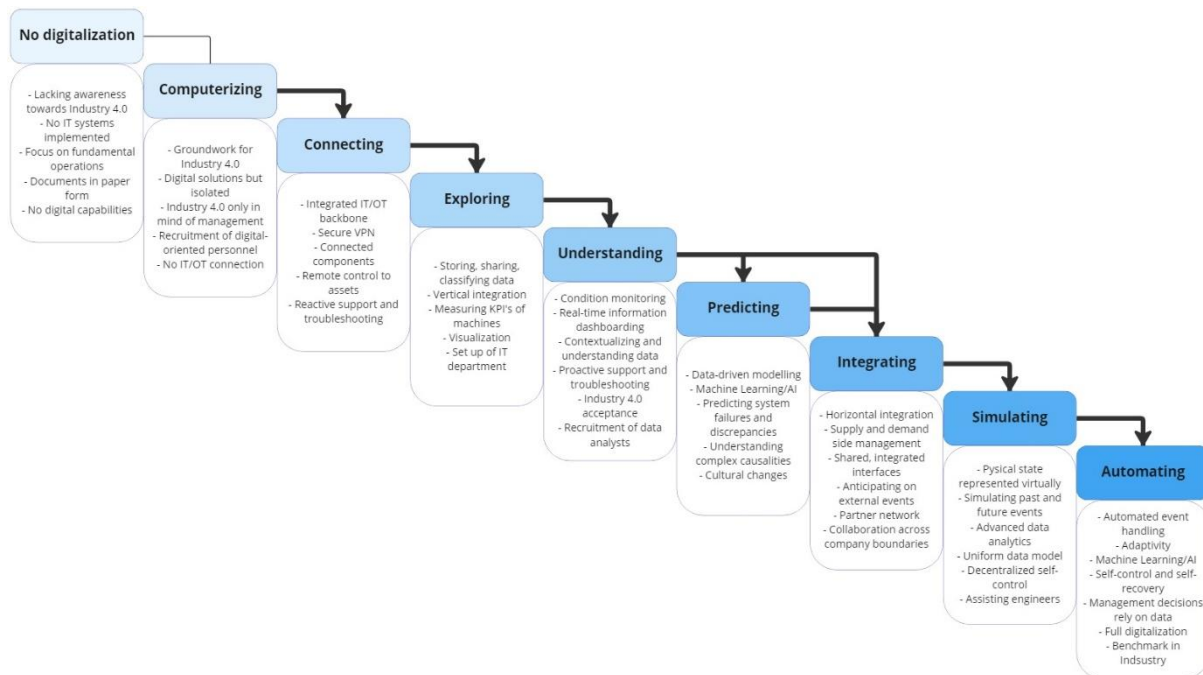 No digitalization
- Lacking awareness
towards Industry 4.0
- No IT systems
implemented
- Focus on fundamental
operations
- Documents in paper
form
- No digital capabilities
Computerizing
- Groundwork for
Industry 4.0
- Digital solutions but
isolated
- Industry 4.0 only in
mind of management
- Recruitment of digital-
oriented personnel
- No IT/OT connection
Connecting
- Integrated IT/OT
backbone
- Secure VPN
- Connected
components
- Remote control to
assets
- Reactive support and
troubleshooting
Exploring
- Storing, sharing,
classifying data
- Vertical integration
- Measuring KPI's of
machines
- Visualization
- Set up of IT
department
Understanding
- Condition monitoring
- Real-time information
dashboarding
- Contextualizing and
understanding data
- Proactive support and
troubleshooting
- Industry 4.0
acceptance
- Recruitment of data
analysts
Predicting
- Data-driven modelling
- Machine Learning/AI
- Predicting system
failures and
discrepancies
- Understanding
complex causalities
- Cultural changes
Integrating
- Horizontal integration
- Supply and demand
side management
- Shared, integrated
interfaces
- Anticipating on
external events
- Partner network
- Collaboration across
company boundaries
Simulating
- Pysical state
represented virtually
- Simulating past and
future events
- Advanced data
analytics
- Uniform data model
- Decentralized self-
control
- Assisting engineers
Automating
- Automated event
handling
- Adaptivity
- Machine Learning/AI
- Self-control and self-
recovery
- Management decisions
rely on data
- Full digitalization
- Benchmark in
Indsustry